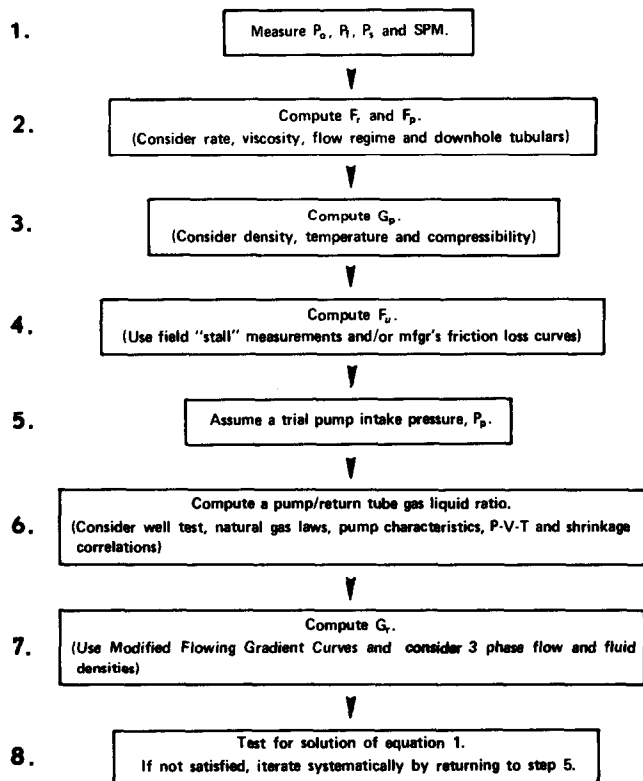 1.
Measure Pₒ, P_f, Pₛ and SPM.
2.
Compute Fᵣ and Fₚ.
(Consider rate, viscosity, flow regime and downhole tubulars)
3.
Compute Gₚ.
(Consider density, temperature and compressibility)
4.
Compute Fᵤ.
(Use field "stall" measurements and/or mfgr's friction loss curves)
5.
Assume a trial pump intake pressure, Pₚ.
6.
Compute a pump/return tube gas liquid ratio.
(Consider well test, natural gas laws, pump characteristics, P-V-T and shrinkage
correlations)
7.
Compute Gᵣ.
(Use Modified Flowing Gradient Curves and consider 3 phase flow and fluid
densities)
8.
Test for solution of equation 1.
If not satisfied, iterate systematically by returning to step 5.